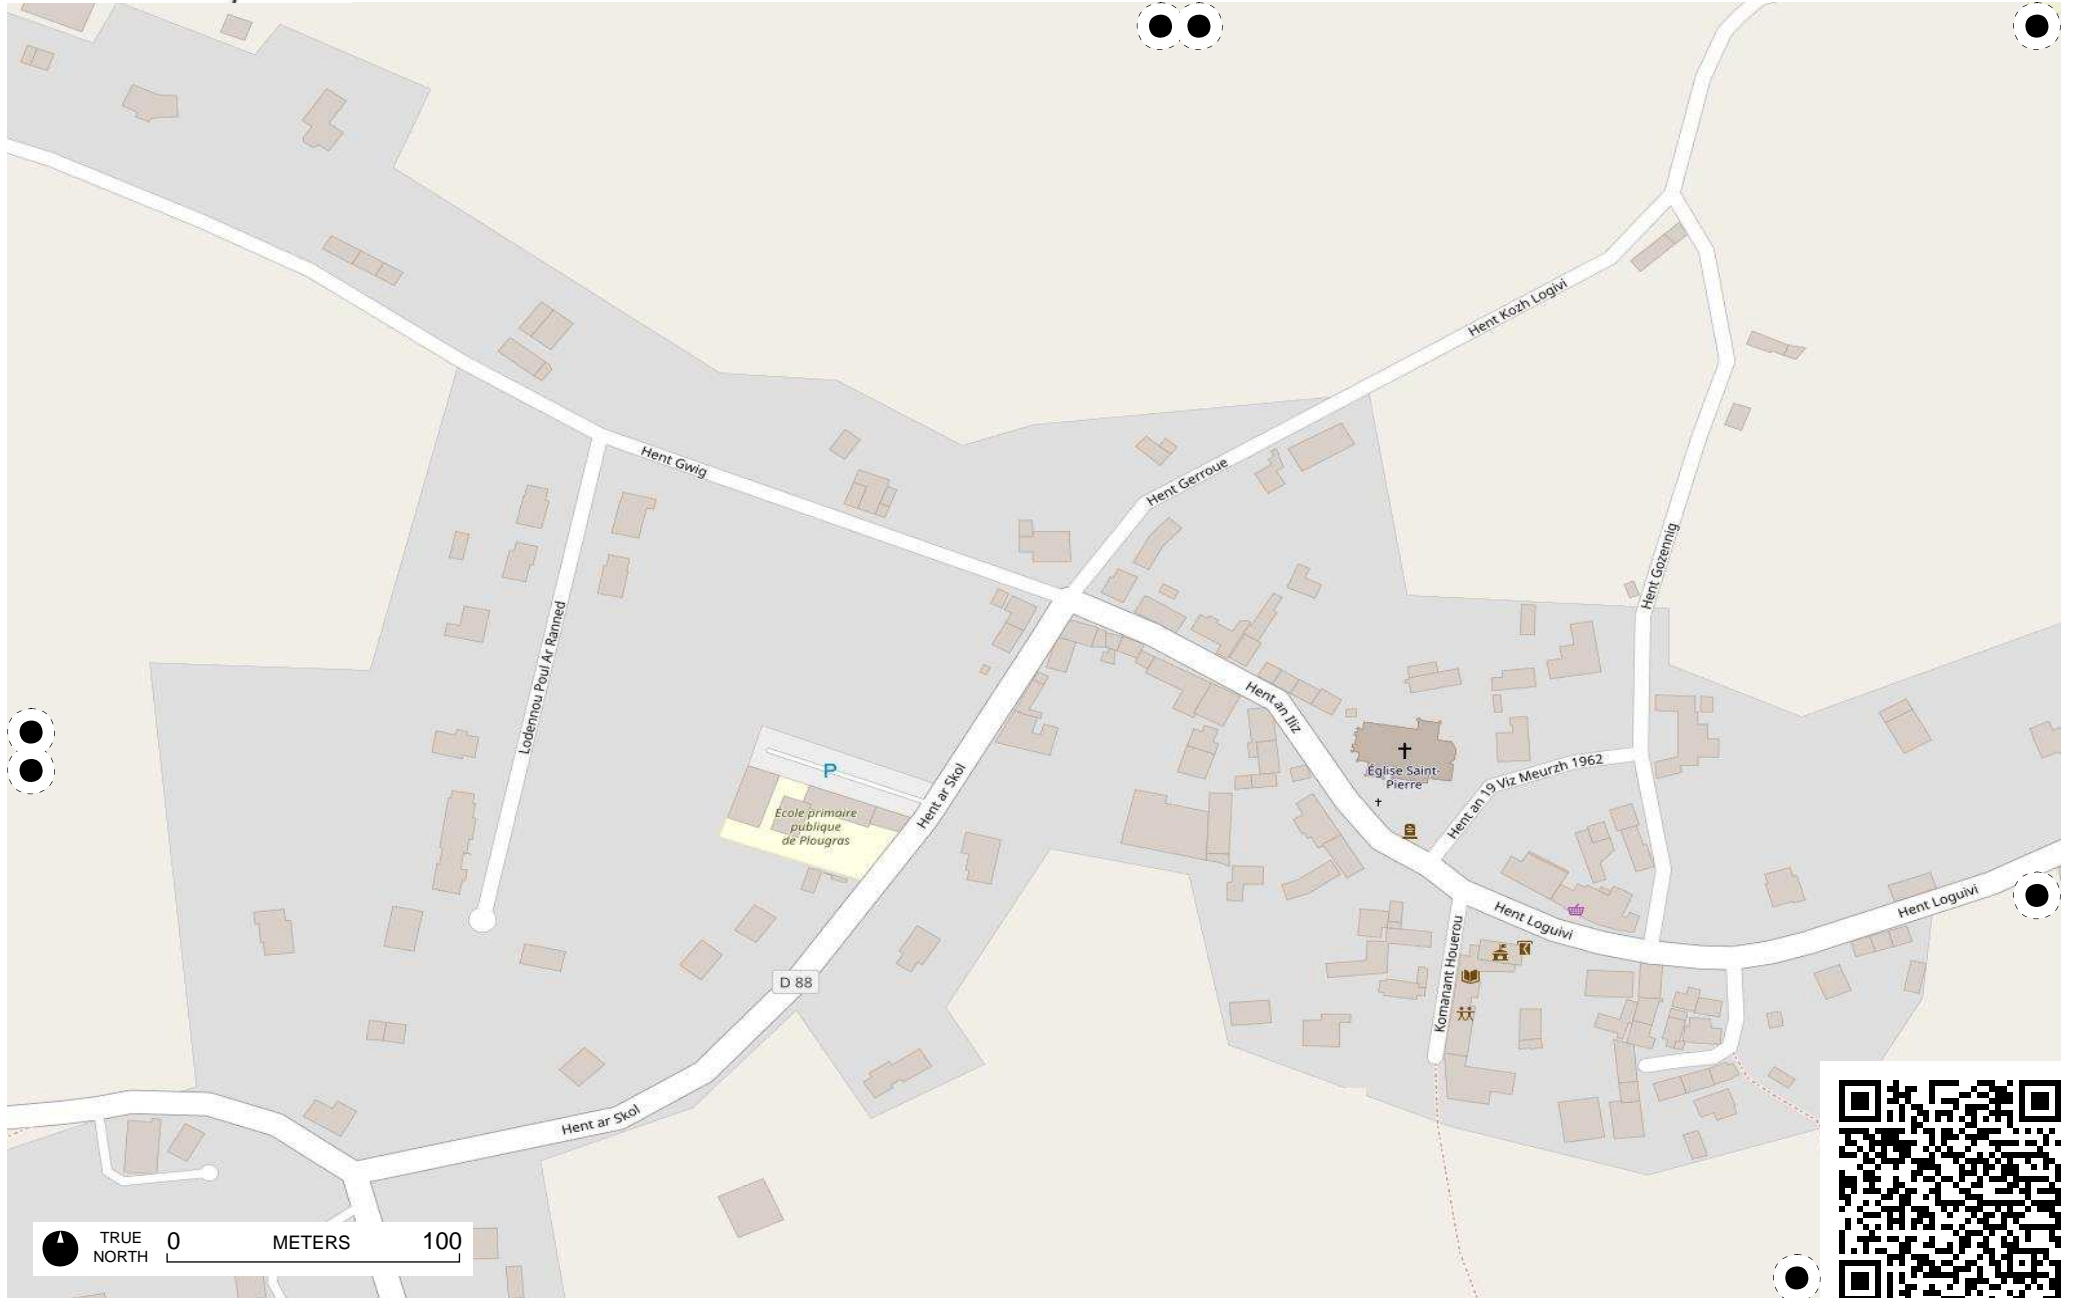 Hent Kozh Logivi
Hent Gwig
Hent Gerroue
Hent Gozennig
Lodennou Poul Ar Ranned
Hent an Iliz
P
Hent ar Skol
Église Saint-
Pierre
Hent an 19 Viz Meurzh 1962
École primaire
publique
de Plougras
Hent Loguivi
Hent Loguivi
Komanant Houerou
D 88
Hent ar Skol
TRUE
NORTH
0 METERS 100